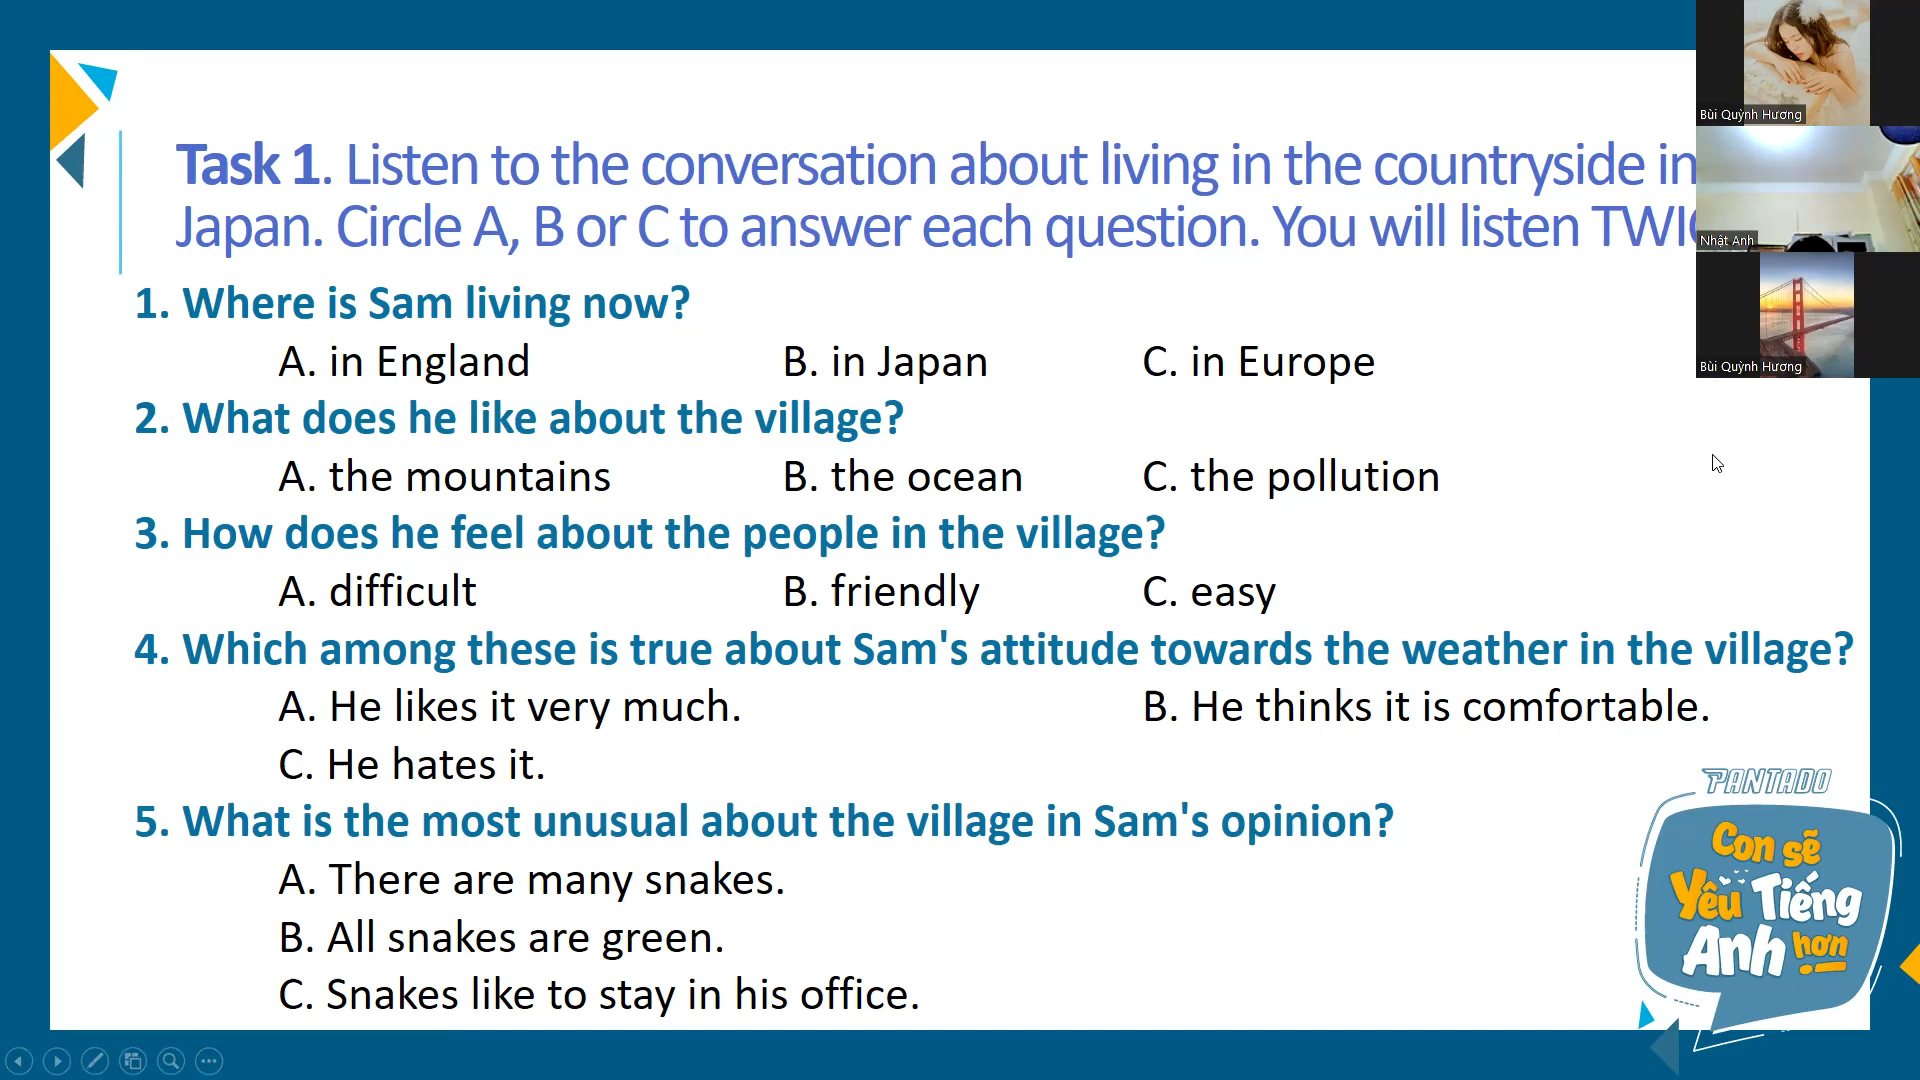 Task 1. Listen to the conversation about living in the countryside in
Japan. Circle A, B or C to answer each question. You will listen
1. Where is Sam living now?
A. in England B. in Japan C. in Europe
2. What does he like about the village?
A. the mountains B. the ocean C. the pollution
3. How does he feel about the people in the village?
A. difficult B. friendly C. easy
4. Which among these is true about Sam's attitude towards the weather in the village?
A. He likes it very much. B. He thinks it is comfortable.
C. He hates it.
5. What is the most unusual about the village in Sam's opinion?
A. There are many snakes.
B. All snakes are green.
C. Snakes like to stay in his office.
Bùi Quỳnh Hương
Nhật Anh
Bùi Quỳnh Hương
PANTADO
Con sẽ
Yêu Tiếng
Anh hơn